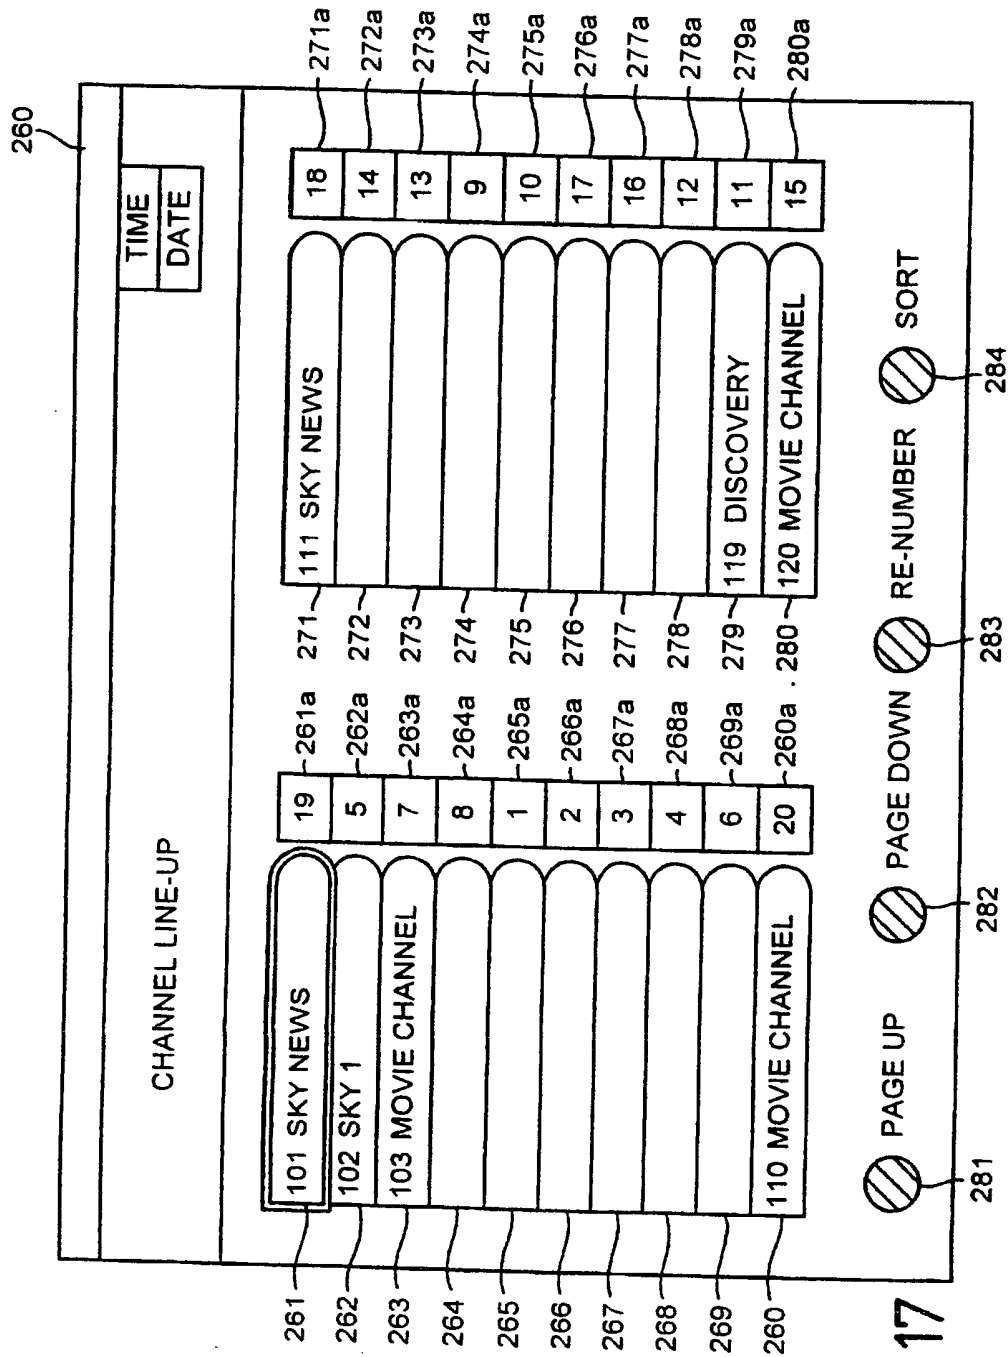 260
TIME
DATE
CHANNEL LINE-UP
261 101 SKY NEWS 19 261a 271 111 SKY NEWS 18 271a
262 102 SKY 1 5 262a 272 14 272a
263 103 MOVIE CHANNEL 7 263a 273 13 273a
264 8 264a 274 9 274a
265 1 265a 275 10 275a
266 2 266a 276 17 276a
267 3 267a 277 16 277a
268 4 268a 278 12 278a
269 6 269a 279 119 DISCOVERY 11 279a
260 110 MOVIE CHANNEL 20 260a 280 120 MOVIE CHANNEL 15 280a
PAGE UP PAGE DOWN RE-NUMBER SORT
281 282 283 284
17